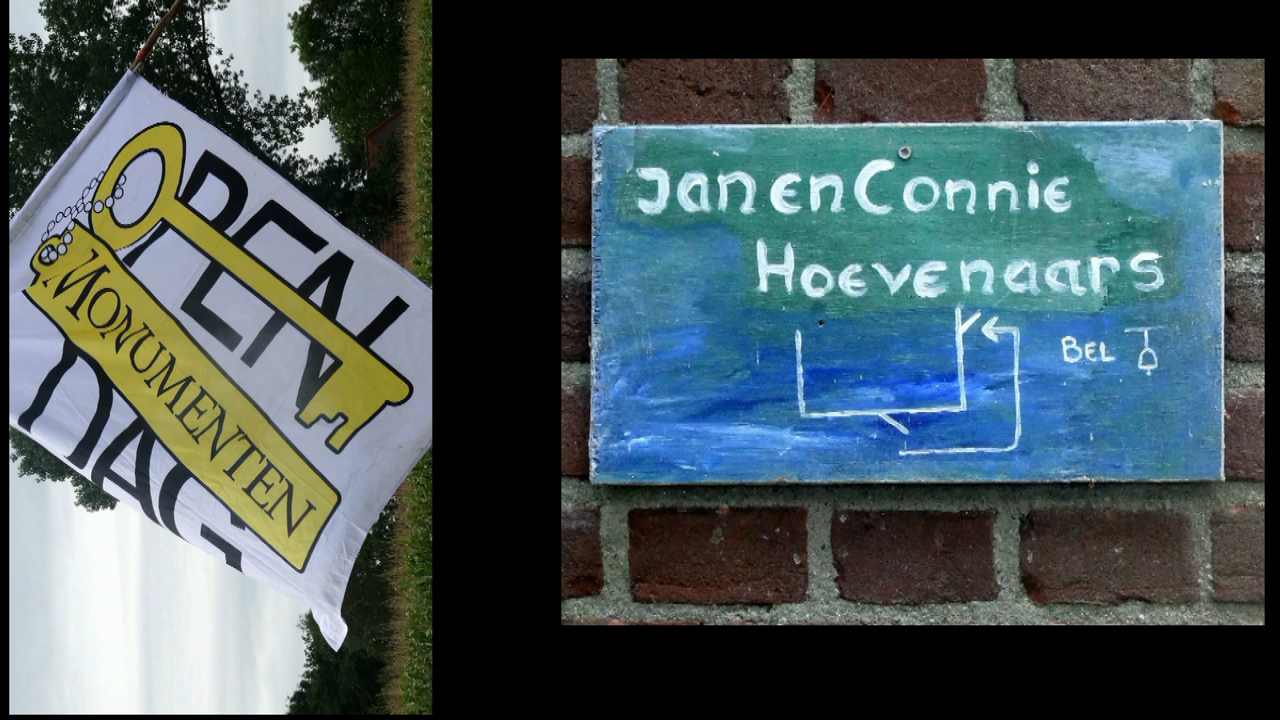 OPEN
MONUMENTEN
DAG
Jan en Connie
Hoevenaars
BEL